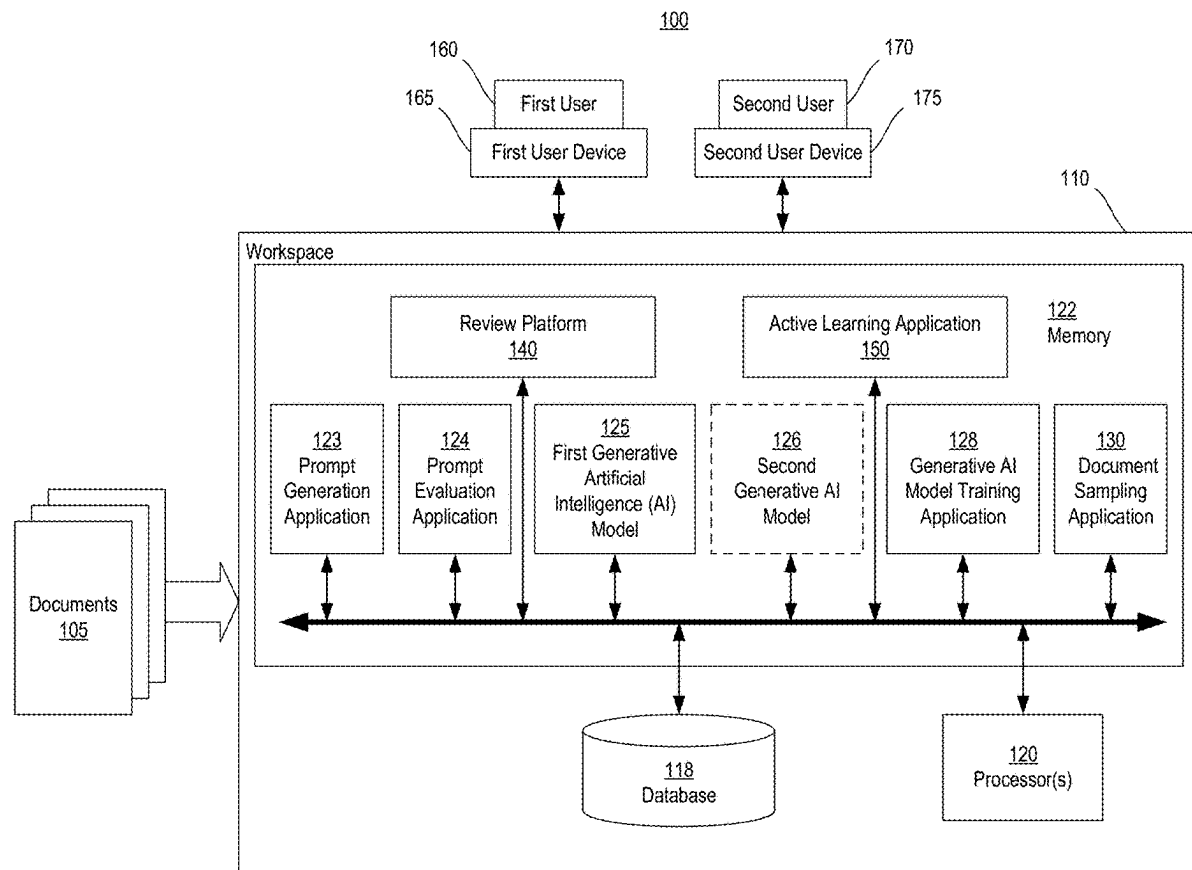 100
160
170
First User
Second User
165
175
First User Device
Second User Device
110
Workspace
Review Platform
140
Active Learning Application
150
122
Memory
123
Prompt
Generation
Application
124
Prompt
Evaluation
Application
125
First Generative
Artificial
Intelligence (AI)
Model
126
Second
Generative AI
Model
128
Generative AI
Model Training
Application
130
Document
Sampling
Application
Documents
105
118
Database
120
Processor(s)